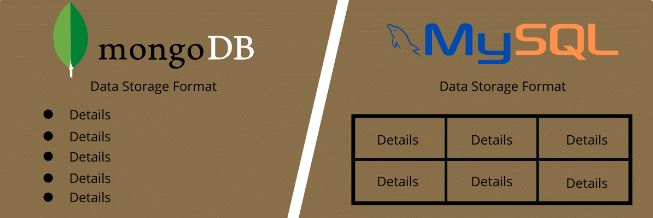 mongoDB
Data Storage Format
Details
Details
Details
Details
Details
MySQL
Data Storage Format
Details Details Details
Details Details Details